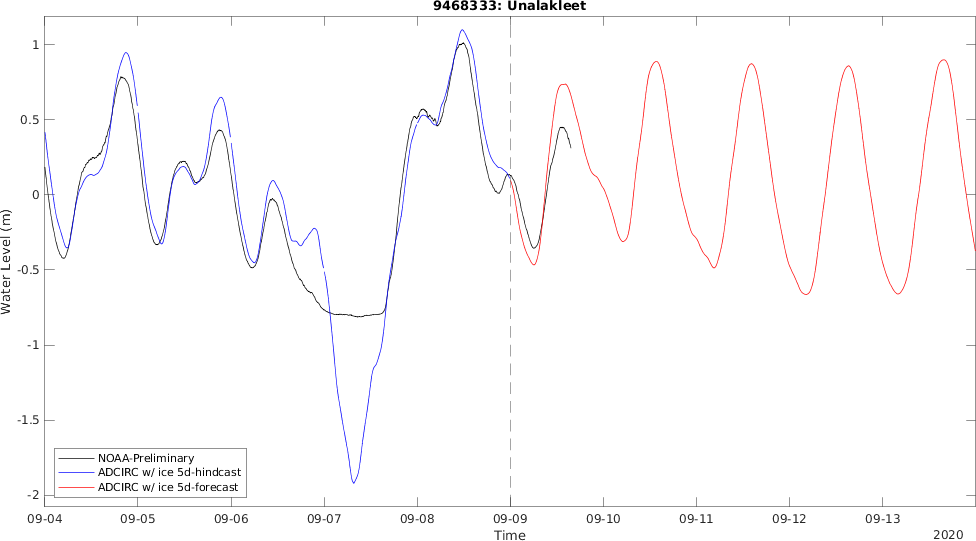 9468333: Unalakleet
Water Level (m)
1
0.5
0
-0.5
-1
-1.5
-2
NOAA-Preliminary
ADCIRC w/ ice 5d-hindcast
ADCIRC w/ ice 5d-forecast
09-04 09-05 09-06 09-07 09-08 09-09 09-10 09-11 09-12 09-13
Time
2020